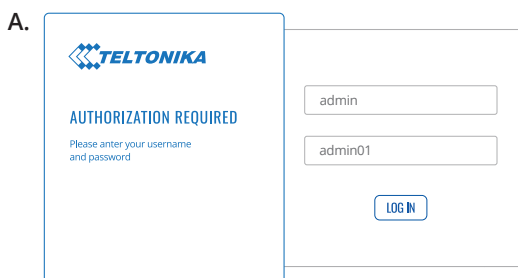 A.
TELTONIKA
AUTHORIZATION REQUIRED
Please anter your username
and password
admin
admin01
LOG IN